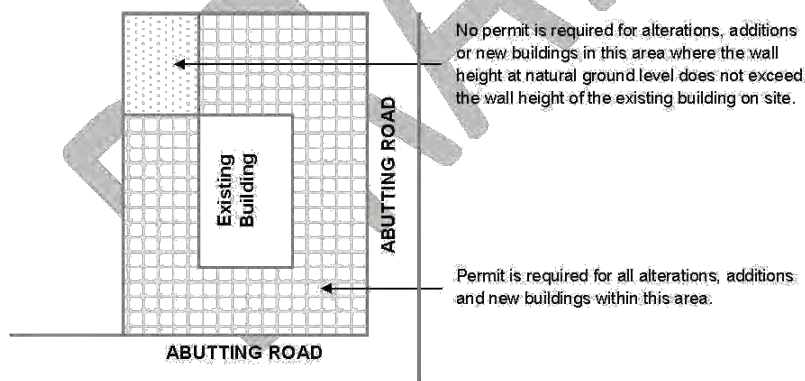 No permit is required for alterations, additions
or new buildings in this area where the wall
height at natural ground level does not exceed
the wall height of the existing building on site.
ABUTTING ROAD
Existing
Building
Permit is required for all alterations, additions
and new buildings within this area.
ABUTTING ROAD